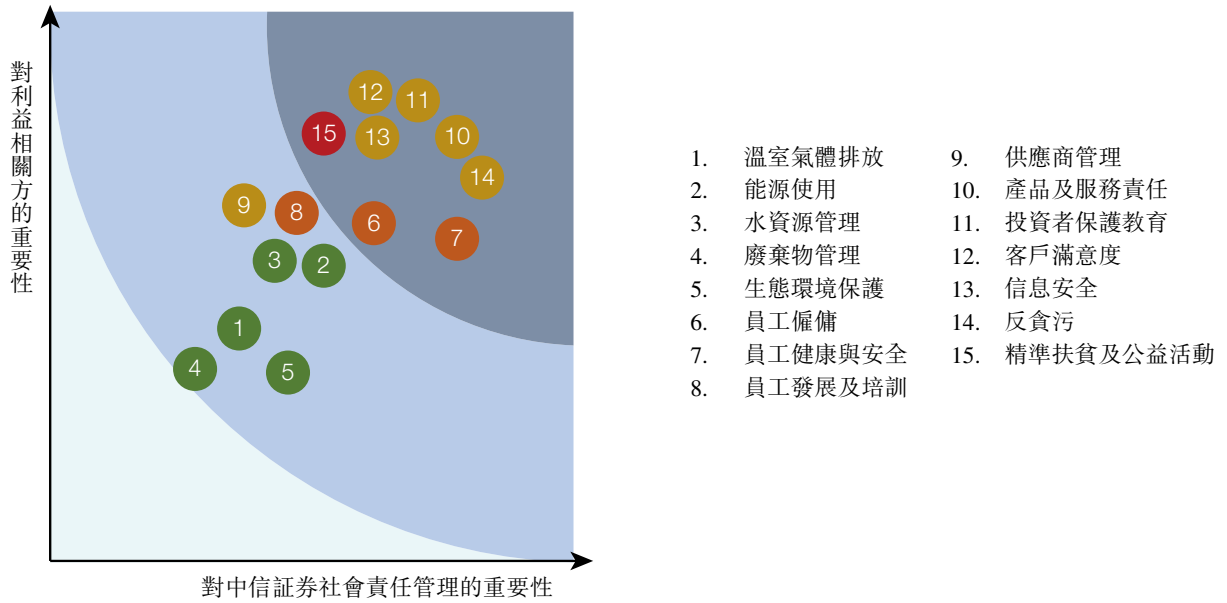 對利益相關方的重要性
12
11
15
13
10
14
9
8
6
7
3
2
1
4
5
對中信証券社會責任管理的重要性
1. 溫室氣體排放
2. 能源使用
3. 水資源管理
4. 廢棄物管理
5. 生態環境保護
6. 員工僱傭
7. 員工健康與安全
8. 員工發展及培訓
9. 供應商管理
10. 產品及服務責任
11. 投資者保護教育
12. 客戶滿意度
13. 信息安全
14. 反貪污
15. 精準扶貧及公益活動